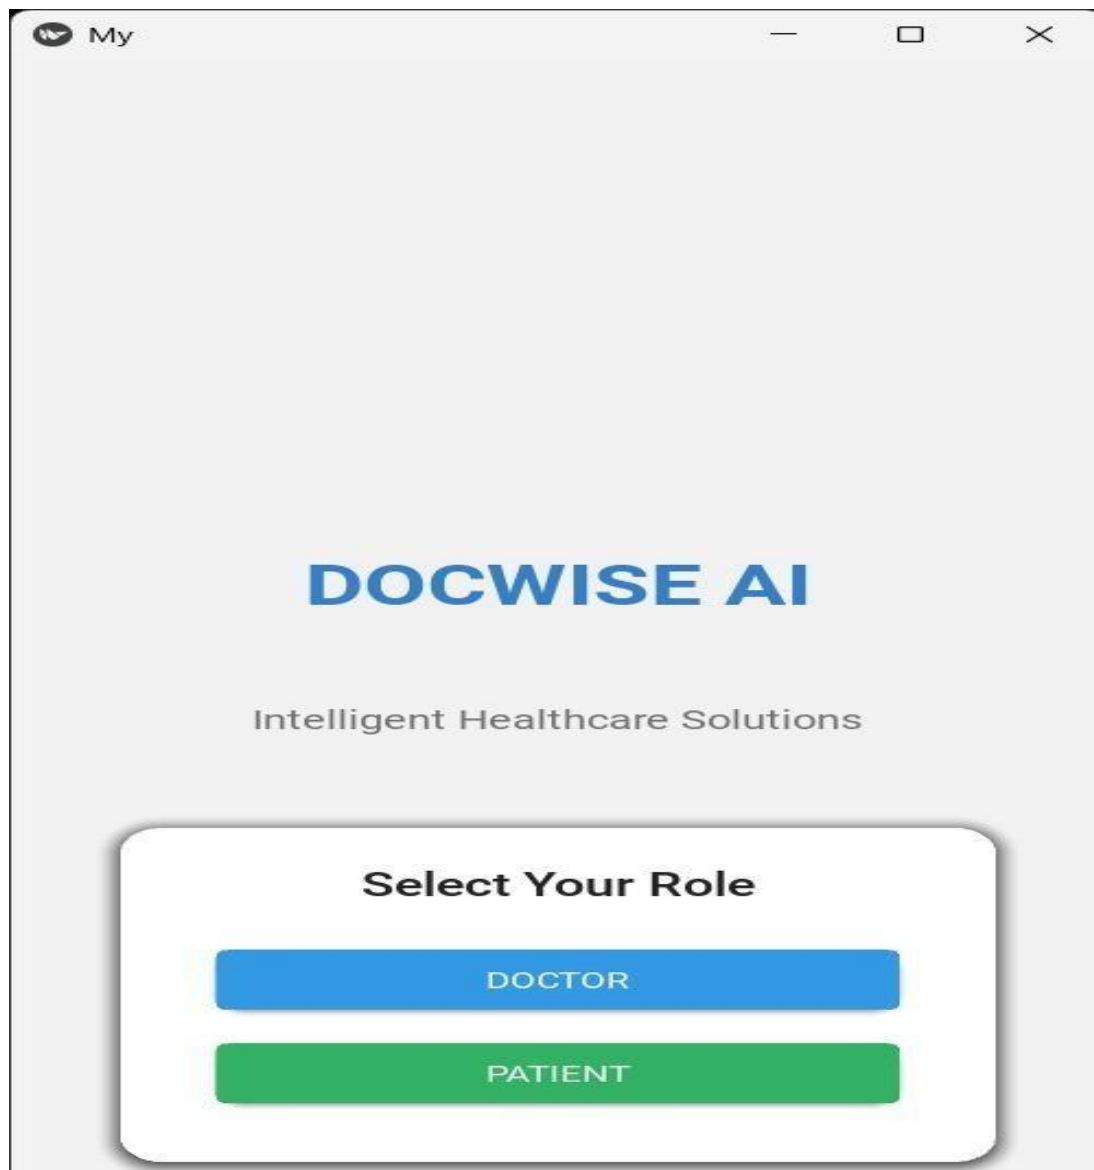 My
DOCWISE AI
Intelligent Healthcare Solutions
Select Your Role
DOCTOR
PATIENT